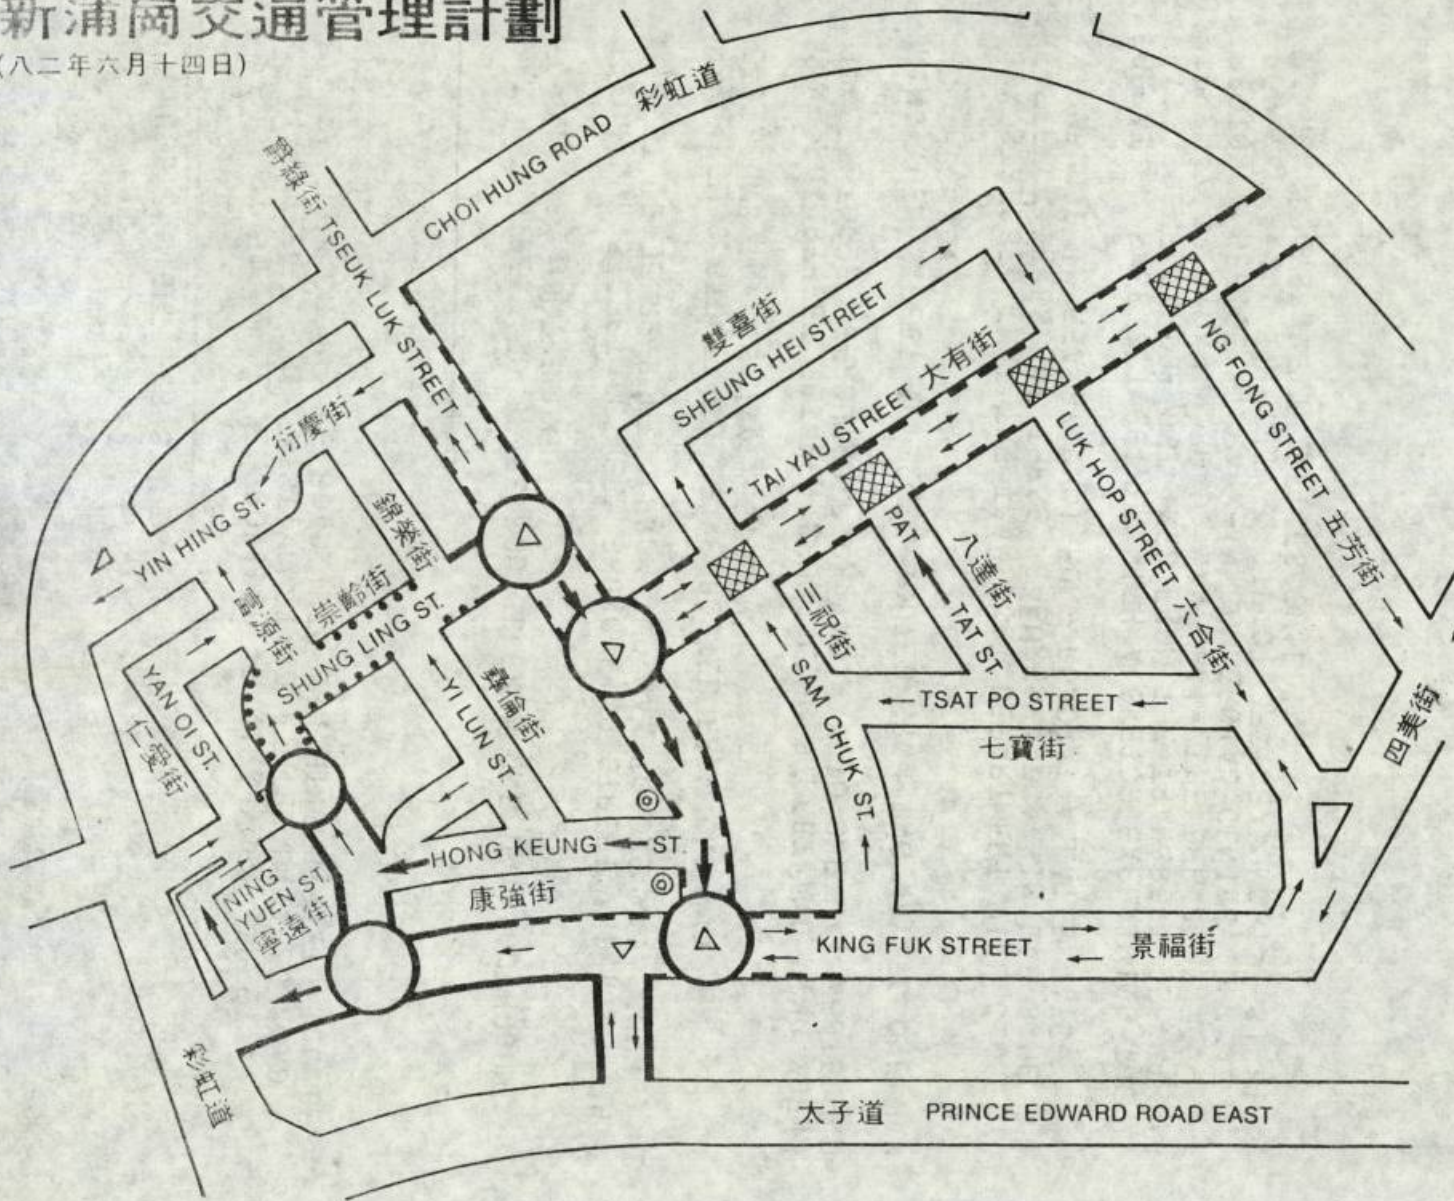 新蒲崗交通管理計劃
(八二年六月十四日)
彩虹道
CHOI HUNG ROAD
爵綠街 TSEUK LUK STREET
雙喜街
SHEUNG HEI STREET
TAI YAU STREET 大有街
NG FONG STREET 五芳街
LUK HOP STREET 六合街
衍慶街
YIN HING ST.
錦榮街
崇齡街
SHUNG LING ST.
富源街
PAT TAT ST.
八達街
三祝街
SAM CHUK ST.
YAN OI ST.
仁愛街
YI LUN ST.
彝倫街
TSAT PO STREET
七寶街
四美街
HONG KEUNG ST.
康強街
NING YUEN ST.
寧遠街
KING FUK STREET 景福街
彩虹道
太子道 PRINCE EDWARD ROAD EAST